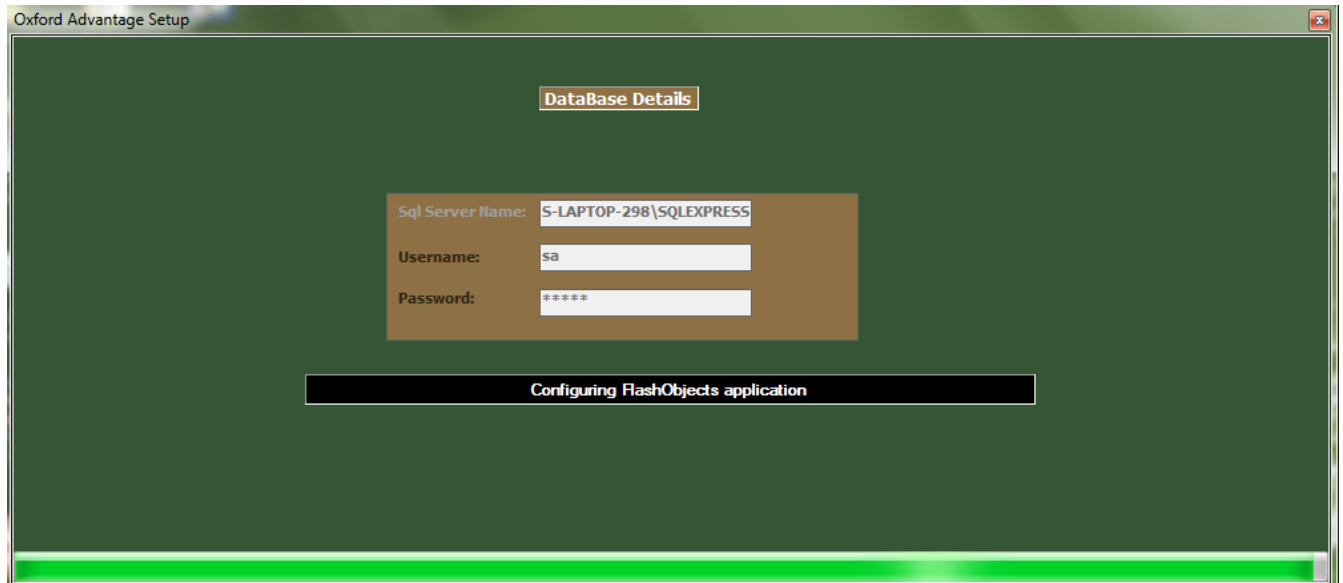 Oxford Advantage Setup
DataBase Details
Sql Server Name: S-LAPTOP-298\SQLEXPRESS
Username: sa
Password: *****
Configuring FlashObjects application